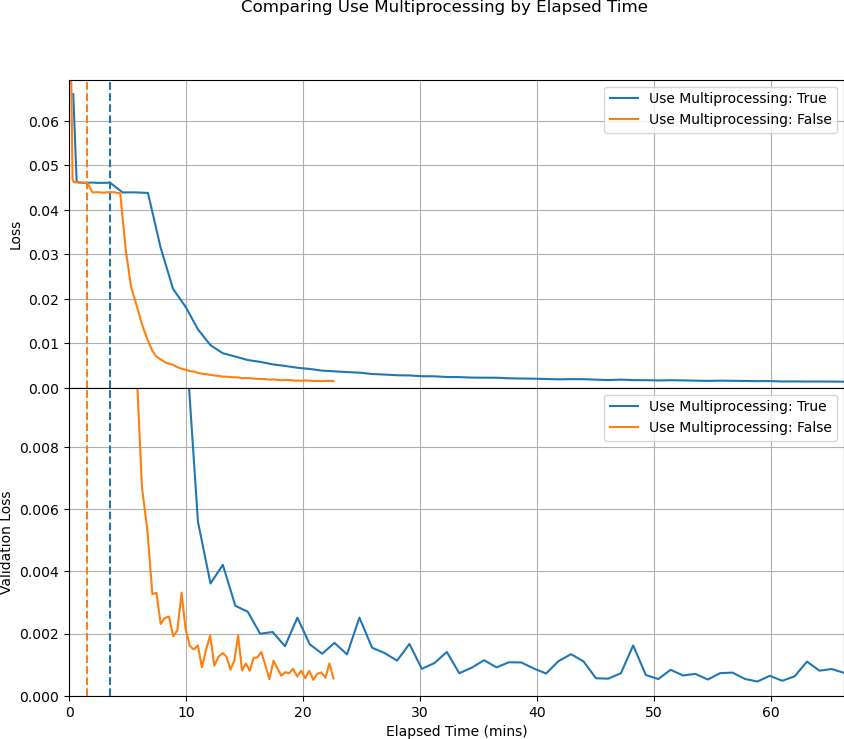 Comparing Use Multiprocessing by Elapsed Time
Use Multiprocessing: True
Use Multiprocessing: False
0.06
0.05
0.04
0.03
0.02
0.01
0.00
Loss
Use Multiprocessing: True
Use Multiprocessing: False
0.008
0.006
0.004
0.002
0.000
Validation Loss
0 10 20 30 40 50 60
Elapsed Time (mins)